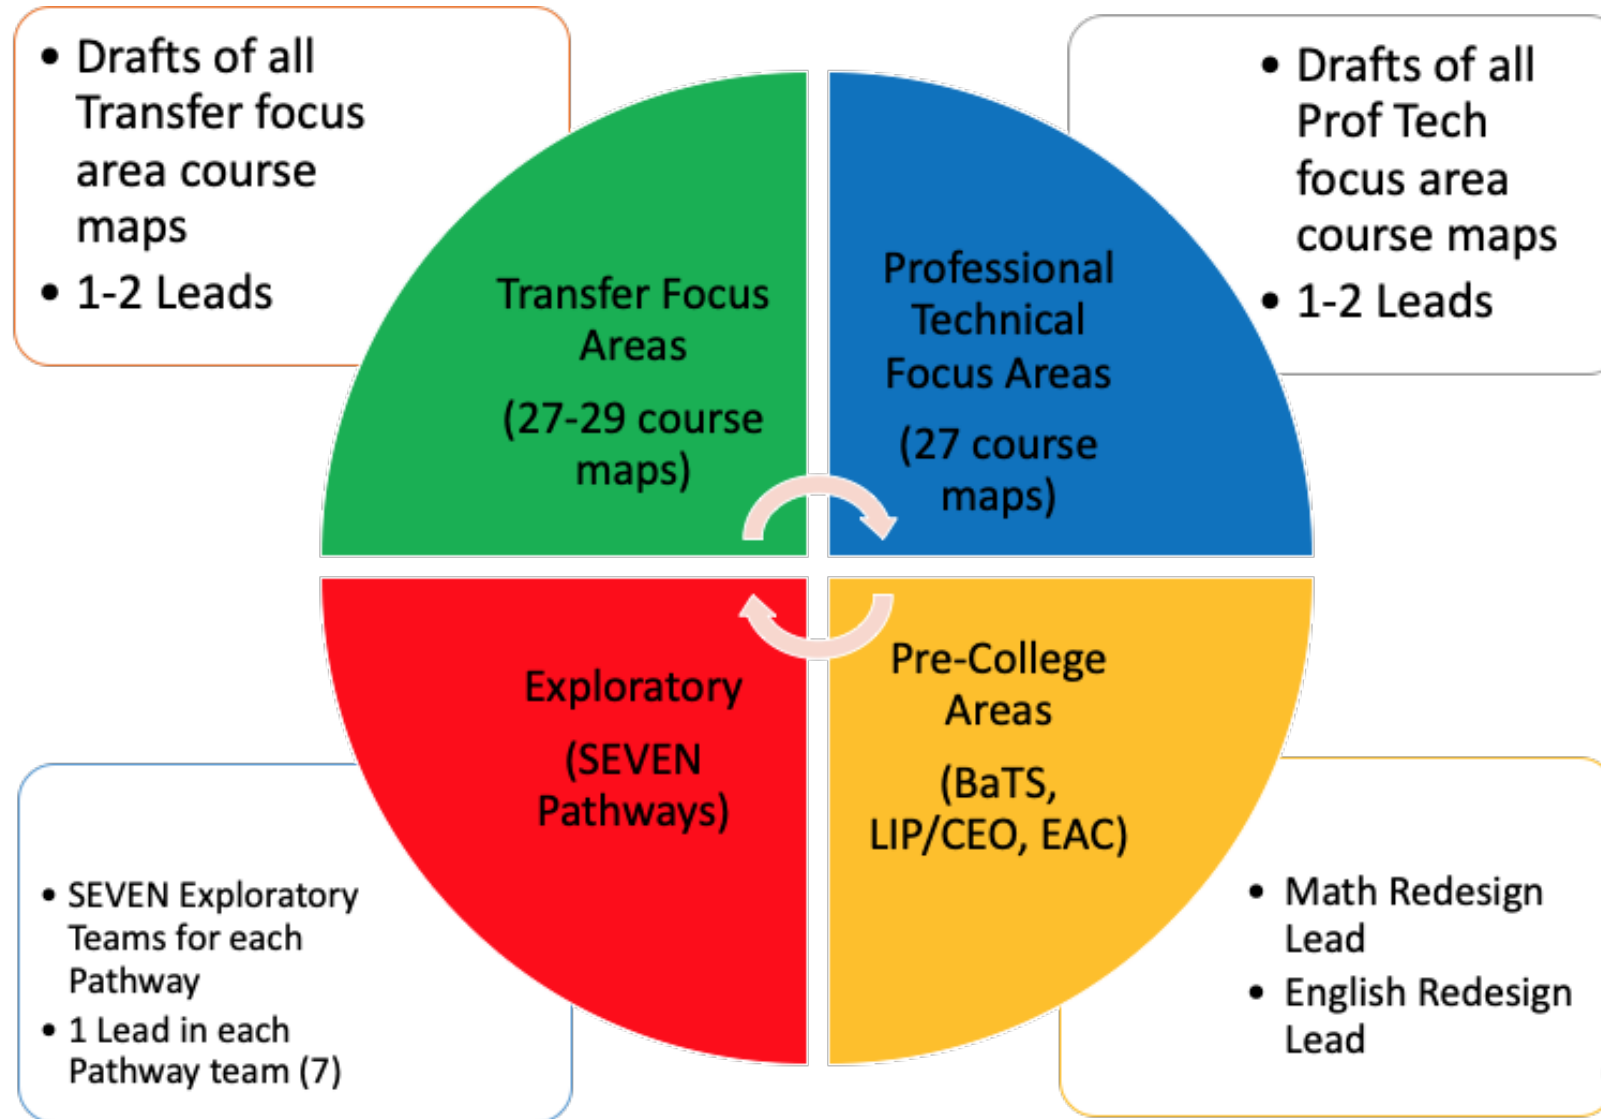 • Drafts of all
Transfer focus
area course
maps
• 1-2 Leads
• Drafts of all
Prof Tech
focus area
course maps
• 1-2 Leads
Transfer Focus
Areas
(27-29 course
maps)
Professional
Technical
Focus Areas
(27 course
maps)
Exploratory
(SEVEN
Pathways)
Pre-College
Areas
(BaTS,
LIP/CEO, EAC)
• SEVEN Exploratory
Teams for each
Pathway
• 1 Lead in each
Pathway team (7)
• Math Redesign
Lead
• English Redesign
Lead